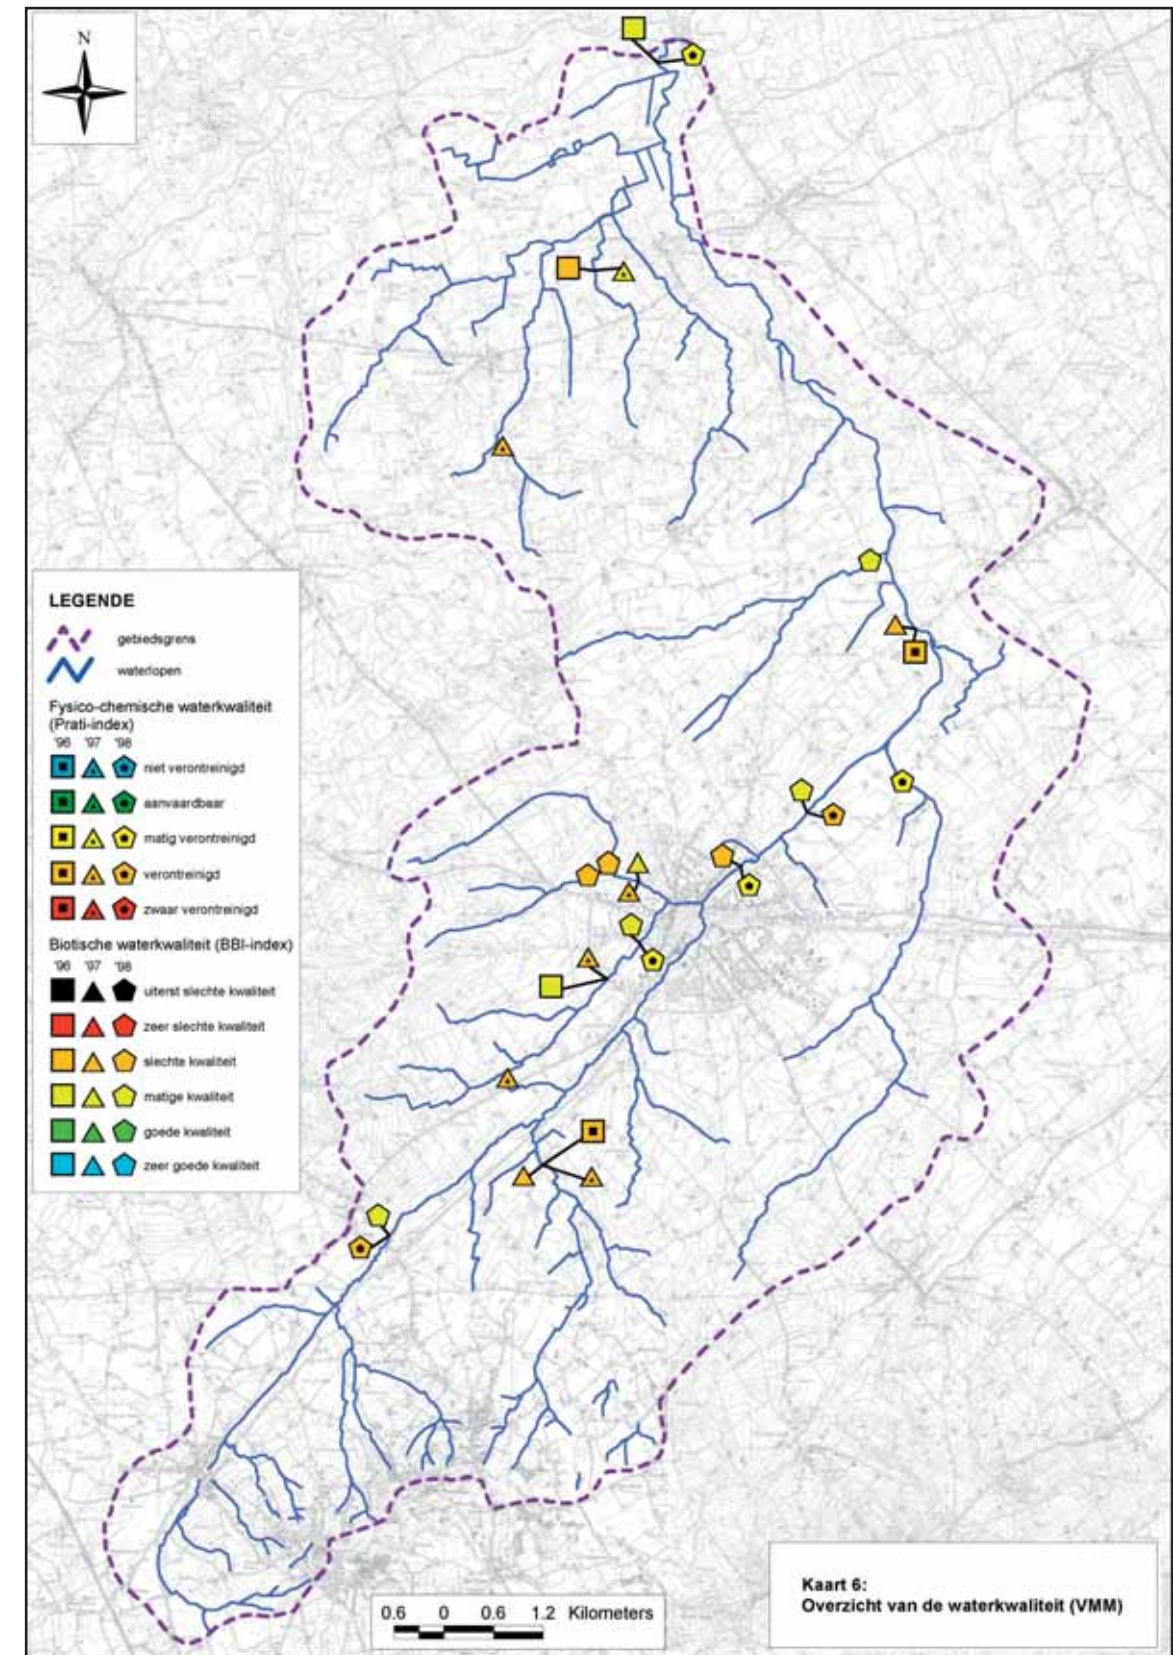 N
LEGENDE
gebiedsgrens
waterlopen
Fysico-chemische waterkwaliteit
(Prati-index)
'96 '97 '98
niet verontreinigd
aanvaardbaar
matig verontreinigd
verontreinigd
zwaar verontreinigd
Biotische waterkwaliteit (BBI-index)
'96 '97 '98
uiterst slechte kwaliteit
zeer slechte kwaliteit
slechte kwaliteit
matige kwaliteit
goede kwaliteit
zeer goede kwaliteit
0.6 0 0.6 1.2 Kilometers
Kaart 6:
Overzicht van de waterkwaliteit (VMM)